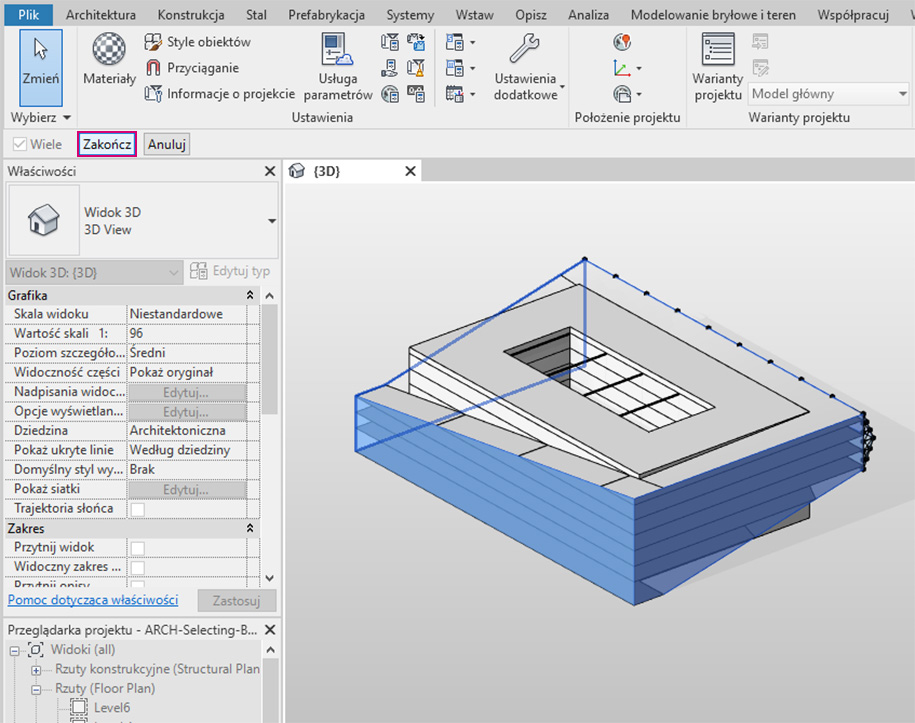 Plik Architektura Konstrukcja Stal Prefabrykacja Systemy Wstaw Opisz Analiza Modelowanie bryłowe i teren Współpracuj
Zmień
Materiały
Style obiektów
Przyciąganie
Informacje o projekcie
Usługa
parametrów
Ustawienia
dodatkowe
Warianty
projektu
Model główny
Wybierz
Ustawienia
Położenie projektu
Warianty projektu
Wiele Zakończ Anuluj
Właściwości
{3D}
Widok 3D
3D View
Widok 3D: {3D} Edytuj typ
Grafika
Skala widoku Niestandardowe
Wartość skali 1: 96
Poziom szczegóło... Średni
Widoczność części Pokaż oryginał
Nadpisania widoc... Edytuj...
Opcje wyświetlan... Edytuj...
Dziedzina Architektoniczna
Pokaż ukryte linie Według dziedziny
Domyślny styl wy... Brak
Pokaż siatki Edytuj...
Trajektoria słońca
Zakres
Przytnij widok
Widoczny zakres ...
Przytnij opisy
Pomoc dotycząca właściwości Zastosuj
Przeglądarka projektu - ARCH-Selecting-B...
Widoki (all)
Rzuty konstrukcyjne (Structural Plan
Rzuty (Floor Plan)
Level6